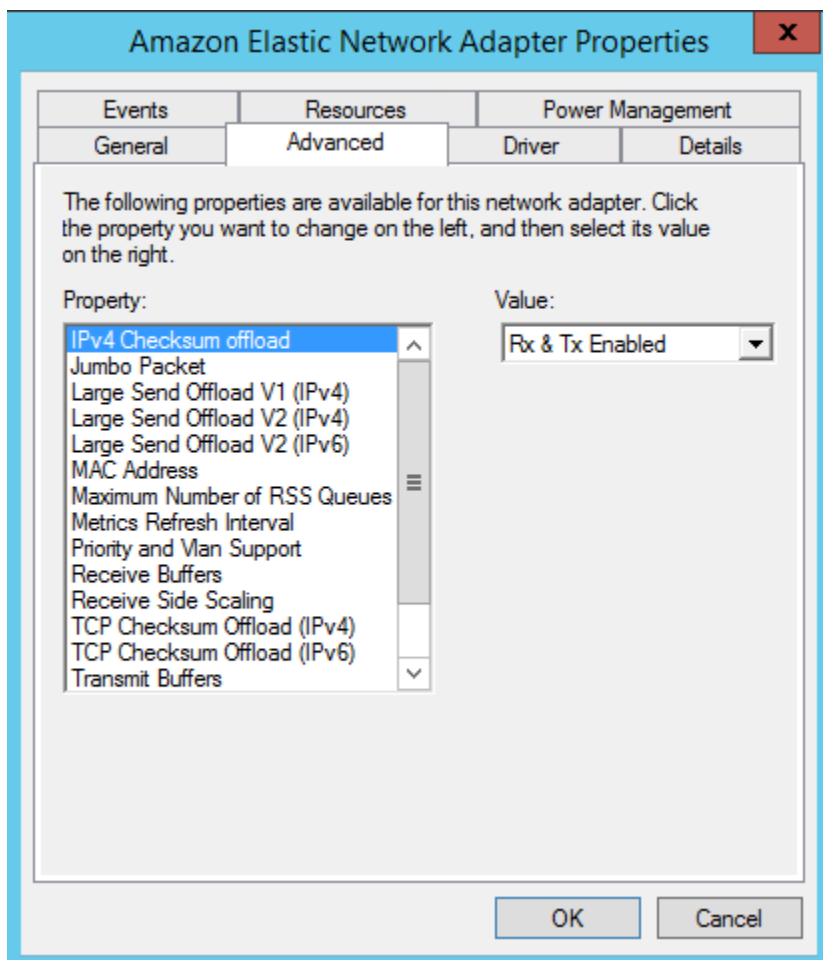 Amazon Elastic Network Adapter Properties
x
Events Resources Power Management
General Advanced Driver Details
The following properties are available for this network adapter. Click
the property you want to change on the left, and then select its value
on the right.
Property: Value:
IPv4 Checksum offload Rx & Tx Enabled
Jumbo Packet
Large Send Offload V1 (IPv4)
Large Send Offload V2 (IPv4)
Large Send Offload V2 (IPv6)
MAC Address
Maximum Number of RSS Queues
Metrics Refresh Interval
Priority and Vlan Support
Receive Buffers
Receive Side Scaling
TCP Checksum Offload (IPv4)
TCP Checksum Offload (IPv6)
Transmit Buffers
OK Cancel